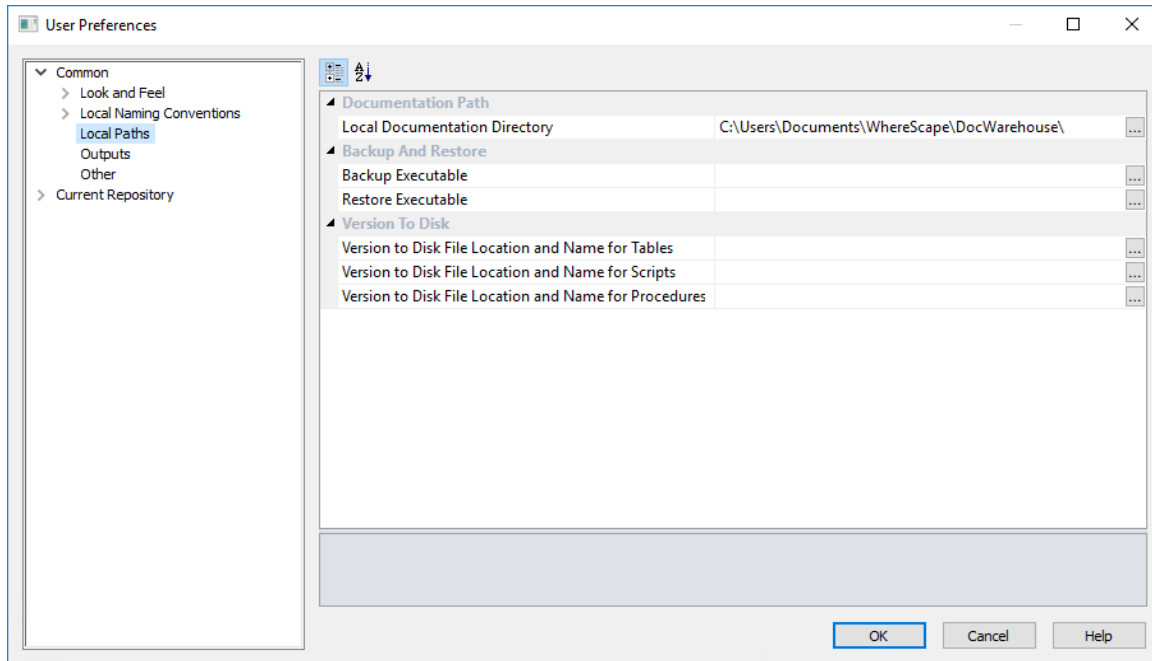 User Preferences
Common
Look and Feel
Local Naming Conventions
Local Paths
Outputs
Other
Current Repository
Documentation Path
Local Documentation Directory C:\Users\Documents\WhereScape\DocWarehouse\ ...
Backup And Restore
Backup Executable ...
Restore Executable ...
Version To Disk
Version to Disk File Location and Name for Tables ...
Version to Disk File Location and Name for Scripts ...
Version to Disk File Location and Name for Procedures ...
OK Cancel Help